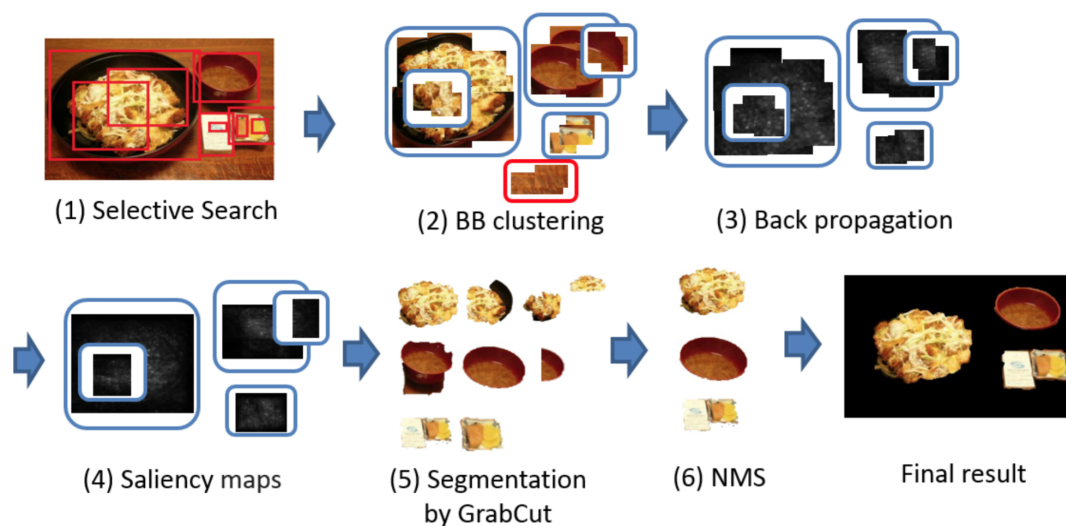 (1) Selective Search
(2) BB clustering
(3) Back propagation
(4) Saliency maps
(5) Segmentation
by GrabCut
(6) NMS
Final result